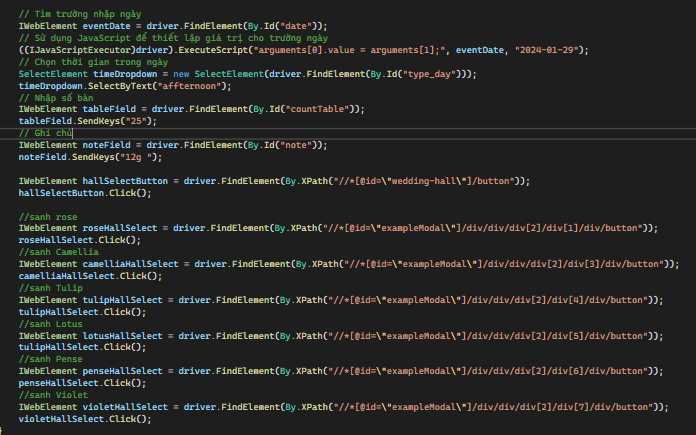 // Tìm trường nhập ngày
IWebElement eventDate = driver.FindElement(By.Id("date"));
// Sử dụng JavaScript để thiết lập giá trị cho trường ngày
((IJavaScriptExecutor)driver).ExecuteScript("arguments[0].value = arguments[1];", eventDate, "2024-01-29");
// Chọn thời gian trong ngày
SelectElement timeDropdown = new SelectElement(driver.FindElement(By.Id("type_day")));
timeDropdown.SelectByText("affternoon");
// Nhập số bàn
IWebElement tableField = driver.FindElement(By.Id("countTable"));
tableField.SendKeys("25");
// Ghi chú
IWebElement noteField = driver.FindElement(By.Id("note"));
noteField.SendKeys("12g ");
IWebElement hallSelectButton = driver.FindElement(By.XPath("//*[@id=\"wedding-hall\"]/button"));
hallSelectButton.Click();
//sanh rose
IWebElement roseHallSelect = driver.FindElement(By.XPath("//*[@id=\"exampleModal\"]/div/div/div[2]/div[1]/div/button"));
roseHallSelect.Click();
//sanh Camellia
IWebElement camelliaHallSelect = driver.FindElement(By.XPath("//*[@id=\"exampleModal\"]/div/div/div[2]/div[3]/div/button"));
camelliaHallSelect.Click();
//sanh Tulip
IWebElement tulipHallSelect = driver.FindElement(By.XPath("//*[@id=\"exampleModal\"]/div/div/div[2]/div[4]/div/button"));
tulipHallSelect.Click();
//sanh Lotus
IWebElement lotusHallSelect = driver.FindElement(By.XPath("//*[@id=\"exampleModal\"]/div/div/div[2]/div[5]/div/button"));
tulipHallSelect.Click();
//sanh Pense
IWebElement penseHallSelect = driver.FindElement(By.XPath("//*[@id=\"exampleModal\"]/div/div/div[2]/div[6]/div/button"));
penseHallSelect.Click();
//sanh Violet
IWebElement violetHallSelect = driver.FindElement(By.XPath("//*[@id=\"exampleModal\"]/div/div/div[2]/div[7]/div/button"));
violetHallSelect.Click();
}